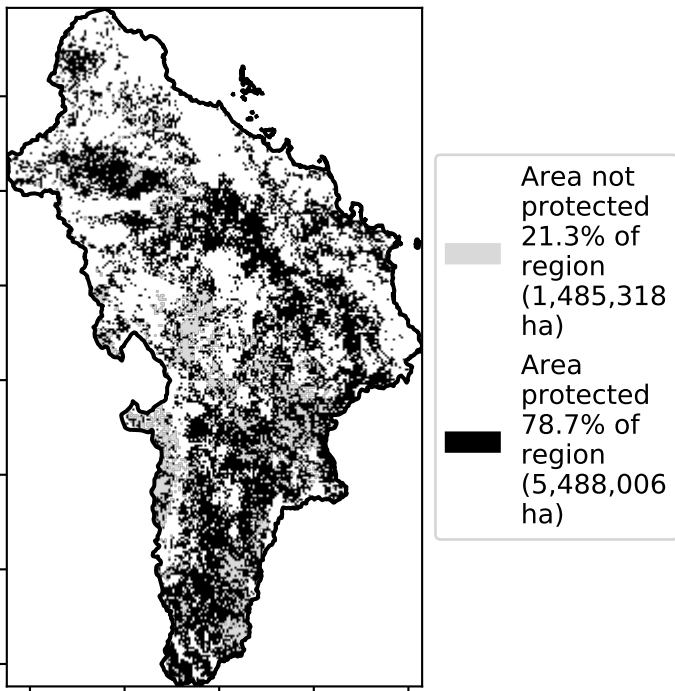 Area not
protected
21.3% of
region
(1,485,318
ha)
Area
protected
78.7% of
region
(5,488,006
ha)